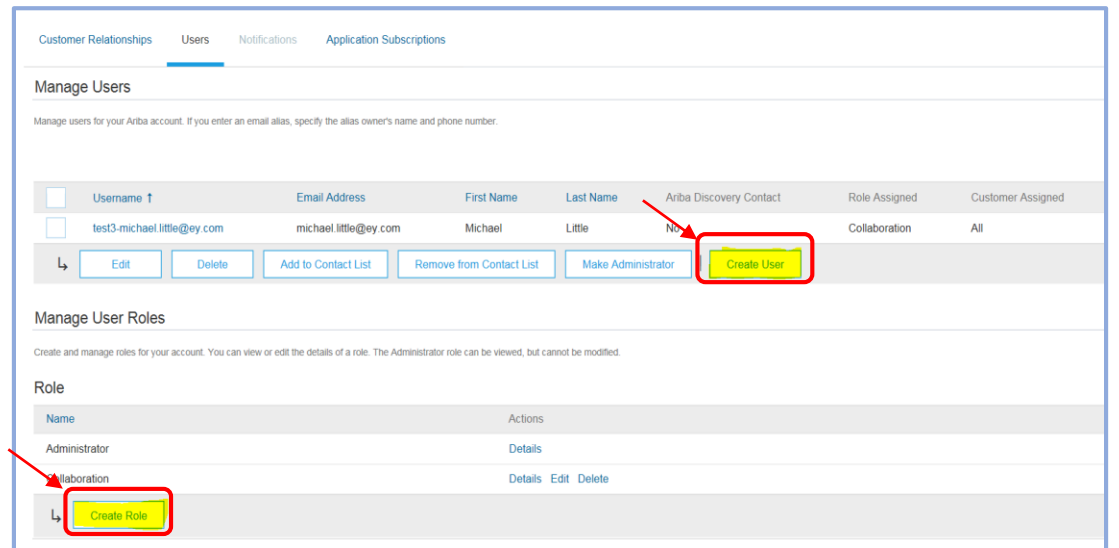 Customer Relationships Users Notifications Application Subscriptions
Manage Users
Manage users for your Ariba account. If you enter an email alias, specify the alias owner's name and phone number.
Username ↑ Email Address First Name Last Name Ariba Discovery Contact Role Assigned Customer Assigned
test3-michael.little@ey.com michael.little@ey.com Michael Little No Collaboration All
Edit Delete Add to Contact List Remove from Contact List Make Administrator | Create User
Manage User Roles
Create and manage roles for your account. You can view or edit the details of a role. The Administrator role can be viewed, but cannot be modified.
Role
Name Actions
Administrator Details
Collaboration Details Edit Delete
Create Role